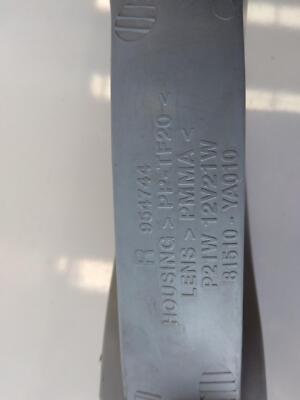 R 954744
HOUSING > PP-TF20 <
LENS > PMMA <
P21W 12V21W
81510-YA010